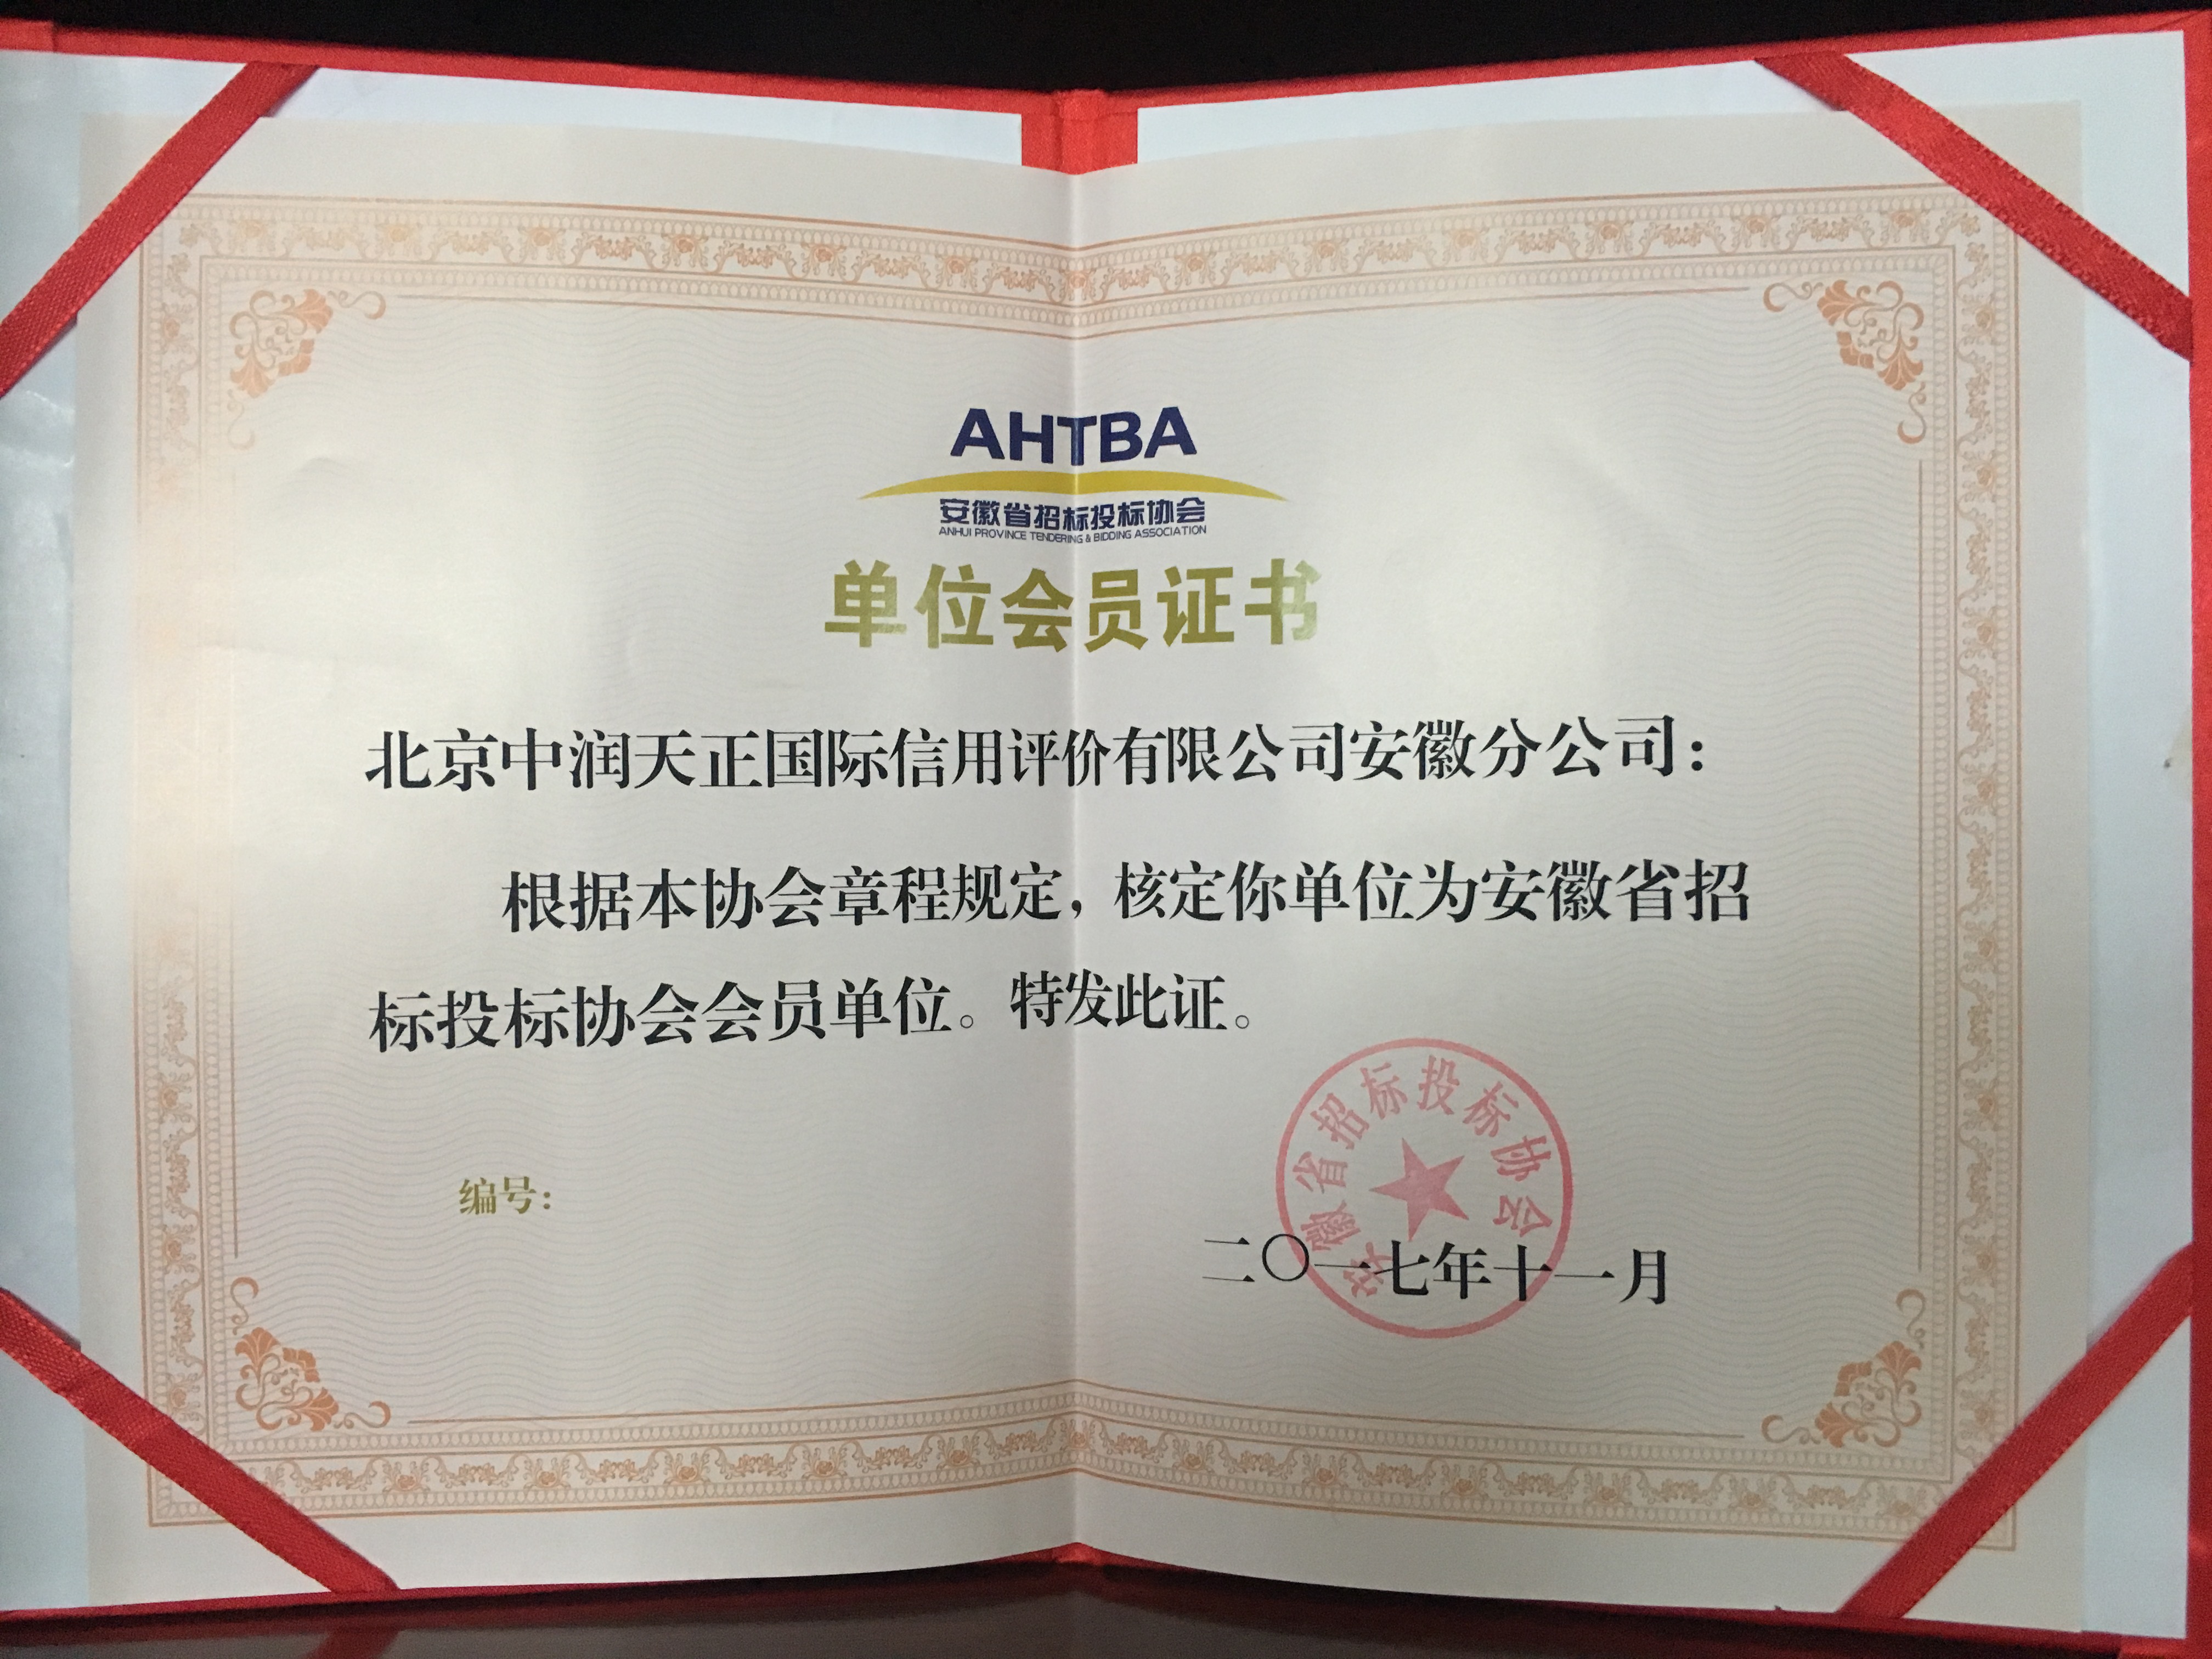 AHTBA
安徽省招标投标协会
ANHUI PROVINCE TENDERING & BIDDING ASSOCIATION
单位会员证书
北京中润天正国际信用评价有限公司安徽分公司：
根据本协会章程规定，核定你单位为安徽省招
标投标协会会员单位。特发此证。
安徽省招标投标协会
编号：
二〇一七年十一月